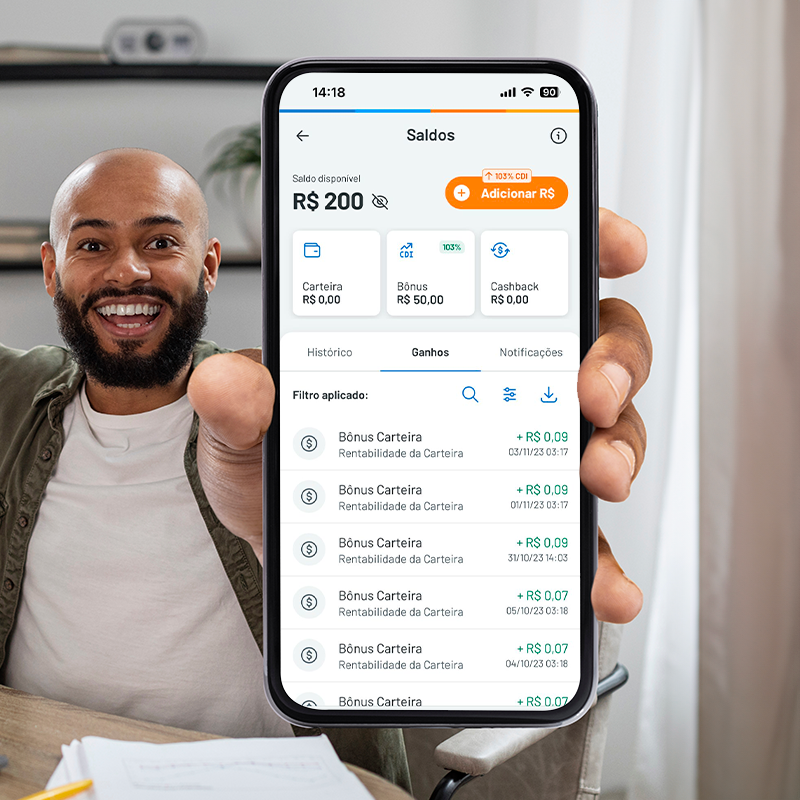 14:18
90
Saldos
Saldo disponível
R$ 200
103% CDI
Adicionar R$
CDI
103%
Carteira
R$ 0,00
Bônus
R$ 50,00
Cashback
R$ 0,00
Histórico
Ganhos
Notificações
Filtro aplicado:
Bônus Carteira
+ R$ 0,09
Rentabilidade da Carteira
03/11/23 03:17
Bônus Carteira
+ R$ 0,09
Rentabilidade da Carteira
01/11/23 03:17
Bônus Carteira
+ R$ 0,09
Rentabilidade da Carteira
31/10/23 14:03
Bônus Carteira
+ R$ 0,07
Rentabilidade da Carteira
05/10/23 03:18
Bônus Carteira
+ R$ 0,07
Rentabilidade da Carteira
04/10/23 03:18
Bônus Carteira
+ R$ 0,07